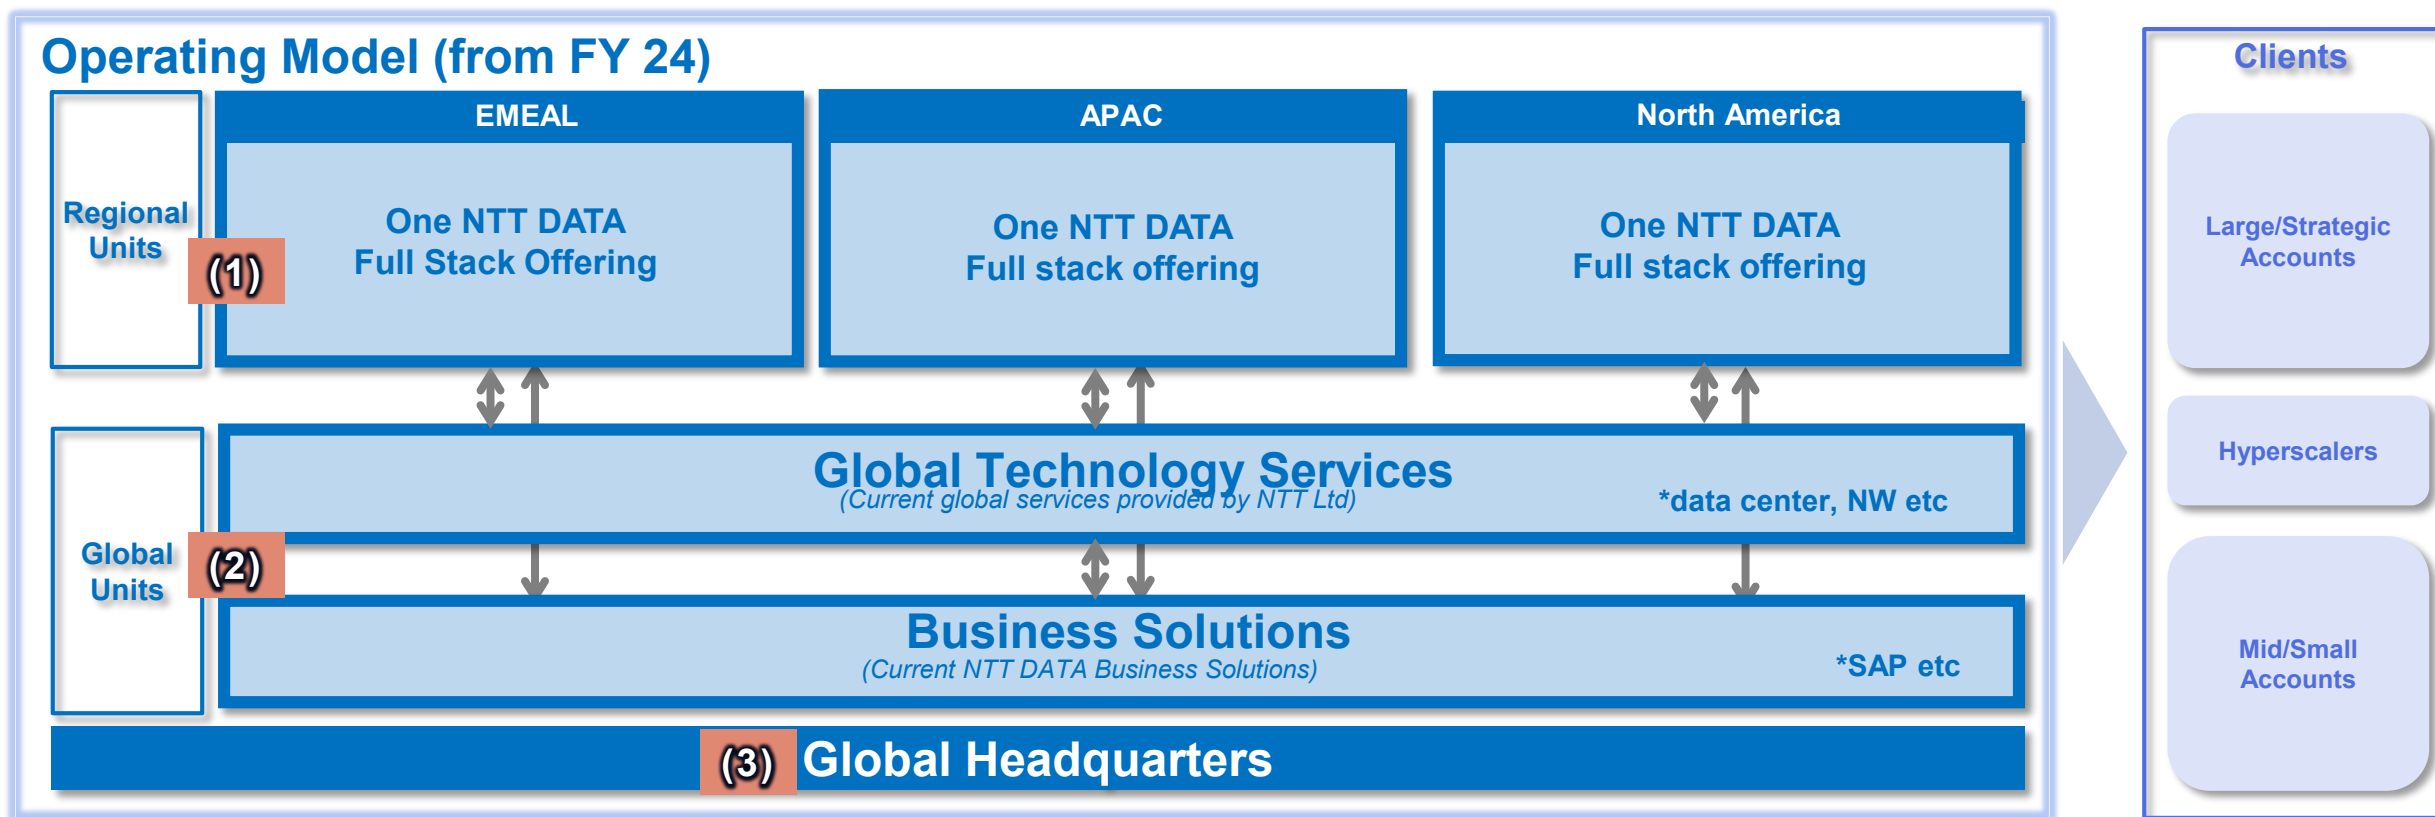 Operating Model (from FY 24)
Clients
Regional
Units
(1)
EMEAL
One NTT DATA
Full Stack Offering
APAC
One NTT DATA
Full stack offering
North America
One NTT DATA
Full stack offering
Large/Strategic
Accounts
Hyperscalers
Mid/Small
Accounts
Global
Units
(2)
Global Technology Services
(Current global services provided by NTT Ltd)
*data center, NW etc
Business Solutions
(Current NTT DATA Business Solutions)
*SAP etc
(3) Global Headquarters